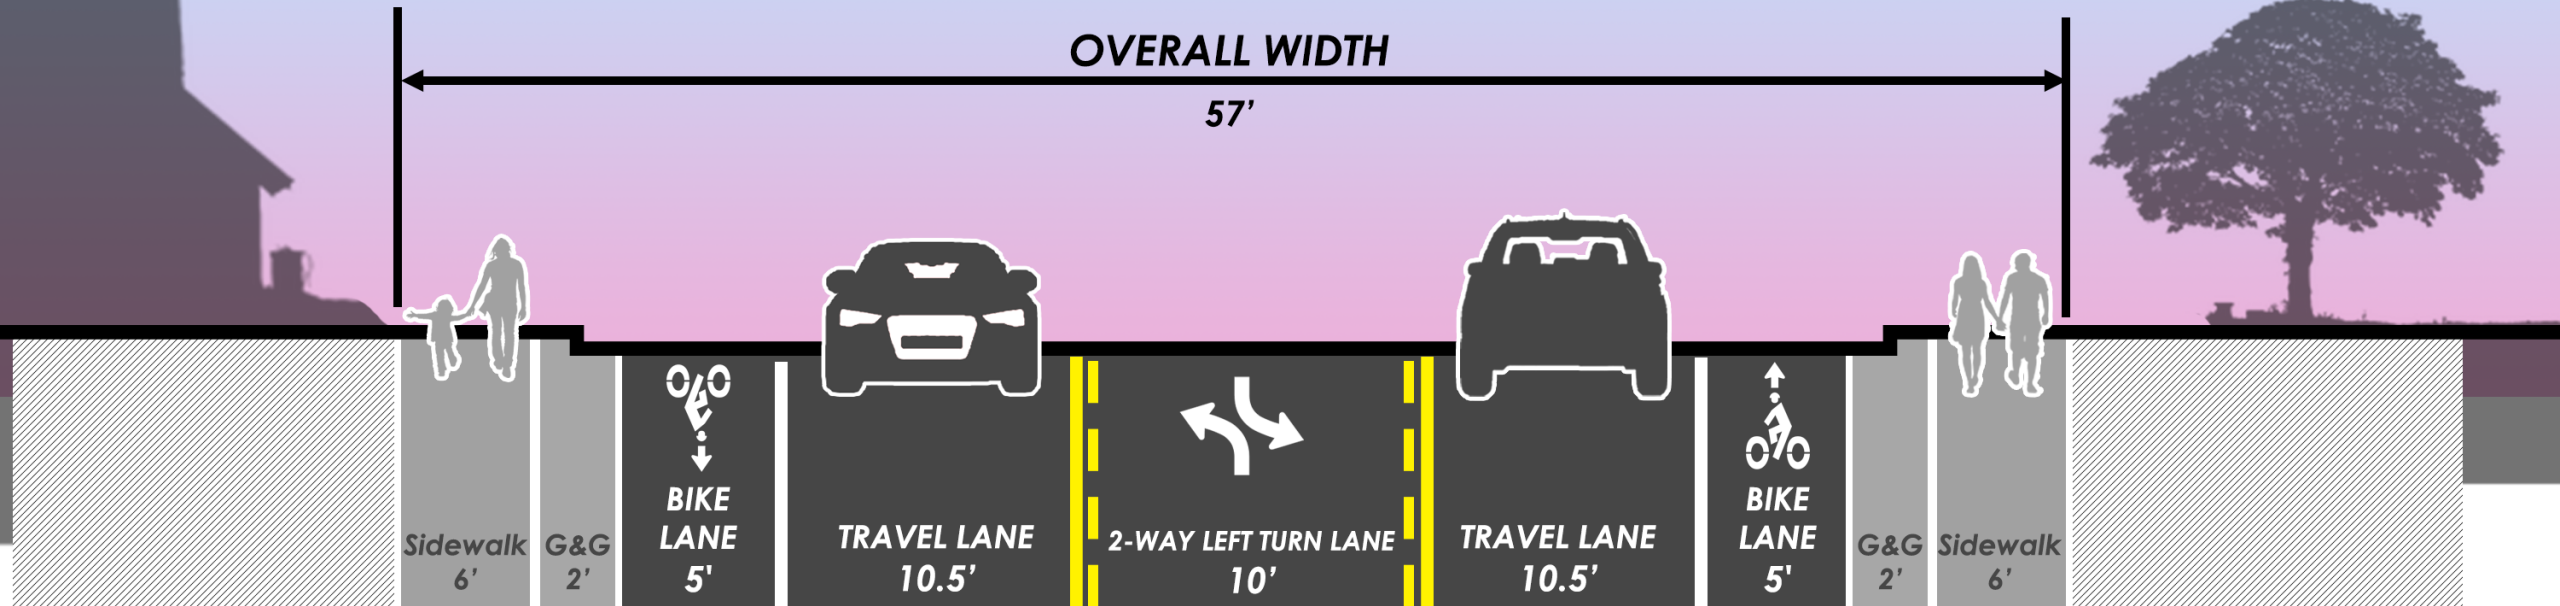 OVERALL WIDTH
57’
Sidewalk
6’
G&G
2’
BIKE
LANE
5'
TRAVEL LANE
10.5’
2-WAY LEFT TURN LANE
10’
TRAVEL LANE
10.5’
BIKE
LANE
5'
G&G
2’
Sidewalk
6’